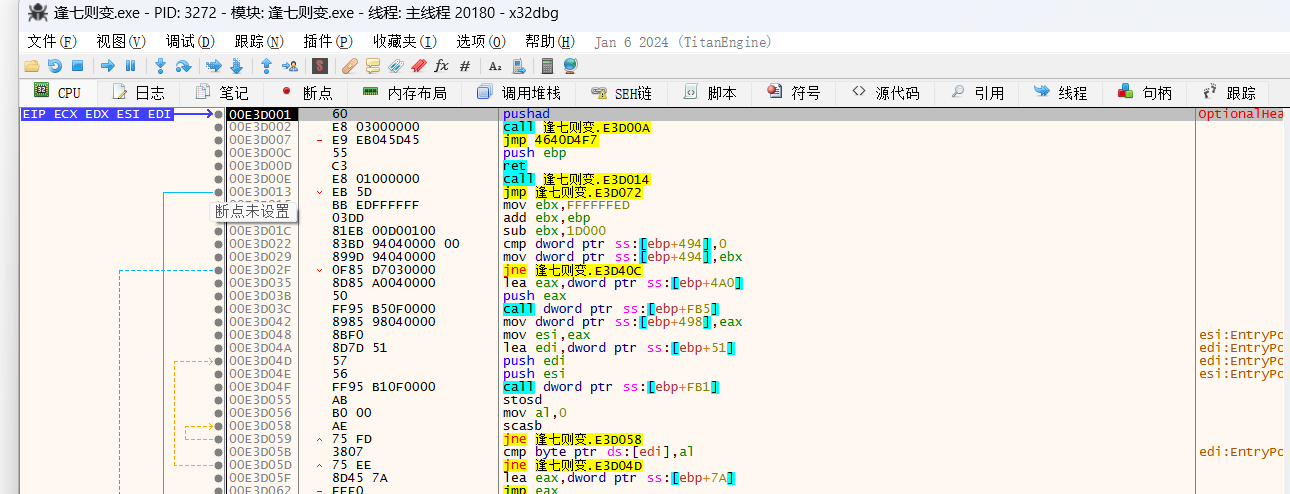 逢七则变.exe - PID: 3272 - 模块: 逢七则变.exe - 线程: 主线程 20180 - x32dbg
文件(F) 视图(V) 调试(D) 跟踪(N) 插件(P) 收藏夹(I) 选项(O) 帮助(H) Jan 6 2024 (TitanEngine)
CPU 日志 笔记 断点 内存布局 调用堆栈 SEH链 脚本 符号 源代码 引用 线程 句柄 跟踪
EIP ECX EDX ESI EDI 00E3D001 60 pushad OptionalHea
00E3D002 E8 03000000 call 逢七则变.E3D00A
00E3D007 - E9 EB045D45 jmp 4640D4F7
00E3D00C 55 push ebp
00E3D00D C3 ret
00E3D00E E8 01000000 call 逢七则变.E3D014
00E3D013 EB 5D jmp 逢七则变.E3D072
BB EDFFFFFF mov ebx,FFFFFFED
断点未设置 03DD add ebx,ebp
00E3D01C 81EB 00D00100 sub ebx,1D000
00E3D022 83BD 94040000 00 cmp dword ptr ss:[ebp+494],0
00E3D029 899D 94040000 mov dword ptr ss:[ebp+494],ebx
00E3D02F 0F85 D7030000 jne 逢七则变.E3D40C
00E3D035 8D85 A0040000 lea eax,dword ptr ss:[ebp+4A0]
00E3D03B 50 push eax
00E3D03C FF95 B50F0000 call dword ptr ss:[ebp+FB5]
00E3D042 8985 98040000 mov dword ptr ss:[ebp+498],eax
00E3D048 8BF0 mov esi,eax esi:EntryPo
00E3D04A 8D7D 51 lea edi,dword ptr ss:[ebp+51] edi:EntryPo
00E3D04D 57 push edi edi:EntryPo
00E3D04E 56 push esi esi:EntryPo
00E3D04F FF95 B10F0000 call dword ptr ss:[ebp+FB1]
00E3D055 AB stosd
00E3D056 B0 00 mov al,0
00E3D058 AE scasb
00E3D059 75 FD jne 逢七则变.E3D058
00E3D05B 3807 cmp byte ptr ds:[edi],al edi:EntryPo
00E3D05D 75 EE jne 逢七则变.E3D04D
00E3D05F 8D45 7A lea eax,dword ptr ss:[ebp+7A]
00E3D062 - FFE0 jmp eax